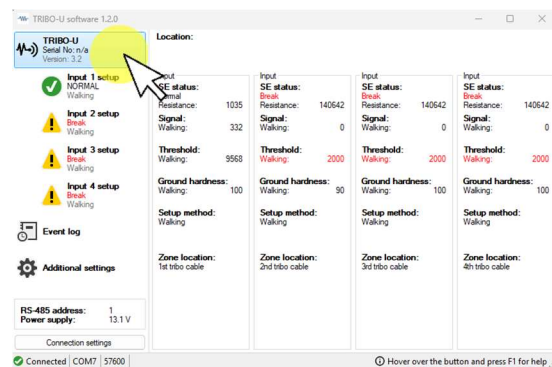 TRIBO-U software 1.2.0
TRIBO-U
Serial No: n/a
Version: 3.2
Input 1 setup
NORMAL
Walking
Input 2 setup
Break
Walking
Input 3 setup
Break
Walking
Input 4 setup
Break
Walking
Event log
Additional settings
RS-485 address: 1
Power supply: 13.1 V
Connection settings
Location:
Input
SE status:
Normal
Resistance: 1035
Signal:
Walking: 332
Threshold:
Walking: 9568
Ground hardness:
Walking: 100
Setup method:
Walking
Zone location:
1st tribo cable
Input
SE status:
Break
Resistance: 140642
Signal:
Walking: 0
Threshold:
Walking: 2000
Ground hardness:
Walking: 90
Setup method:
Walking
Zone location:
2nd tribo cable
Input
SE status:
Break
Resistance: 140642
Signal:
Walking: 0
Threshold:
Walking: 2000
Ground hardness:
Walking: 100
Setup method:
Walking
Zone location:
3rd tribo cable
Input
SE status:
Break
Resistance: 140642
Signal:
Walking: 0
Threshold:
Walking: 2000
Ground hardness:
Walking: 100
Setup method:
Walking
Zone location:
4th tribo cable
Connected COM7 57600
Hover over the button and press F1 for help